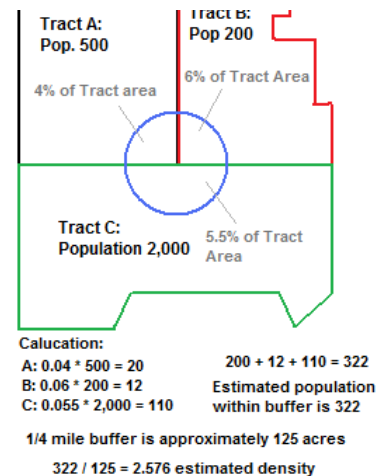 Tract A:
Pop. 500
Tract B:
Pop 200
4% of Tract area
6% of Tract Area
Tract C:
Population 2,000
5.5% of Tract
Area
Calucation:
A: 0.04 * 500 = 20
B: 0.06 * 200 = 12
C: 0.055 * 2,000 = 110
200 + 12 + 110 = 322
Estimated population
within buffer is 322
1/4 mile buffer is approximately 125 acres
322 / 125 = 2.576 estimated density